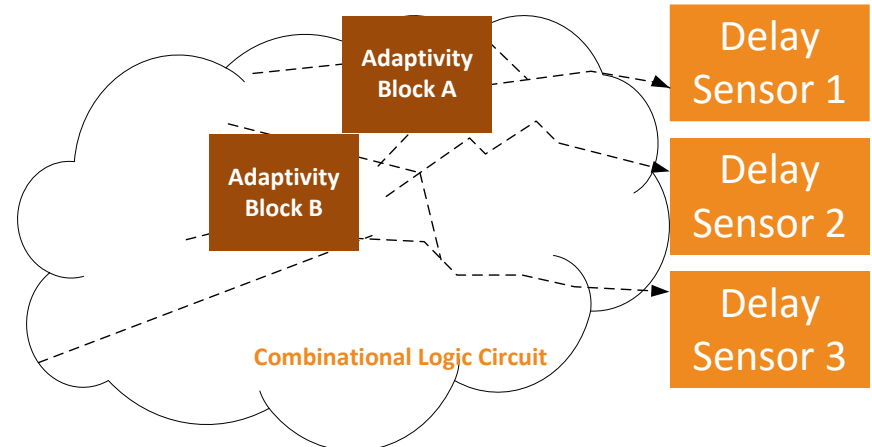 Adaptivity
Block A
Delay
Sensor 1
Adaptivity
Block B
Delay
Sensor 2
Delay
Sensor 3
Combinational Logic Circuit